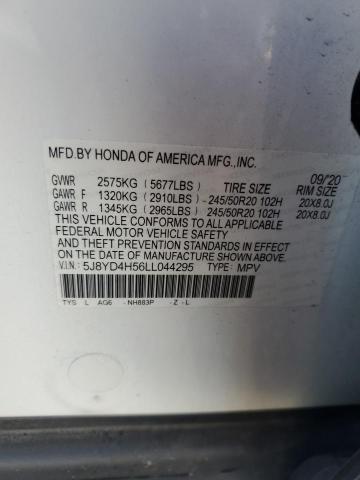 MFD.BY HONDA OF AMERICA MFG.,INC.
09/'20
GVWR 2575KG (5677LBS) TIRE SIZE RIM SIZE
GAWR F 1320KG (2910LBS) - 245/50R20 102H 20X8.0J
GAWR R 1345KG (2965LBS) - 245/50R20 102H 20X8.0J
THIS VEHICLE CONFORMS TO ALL APPLICABLE
FEDERAL MOTOR VEHICLE SAFETY
AND THEFT PREVENTION STANDARDS IN EFFECT
ON THE DATE OF MANUFACTURE SHOWN ABOVE.
V.I.N: 5J8YD4H56LL044295 TYPE: MPV
TYS L AG6 - NH883P - Z - L